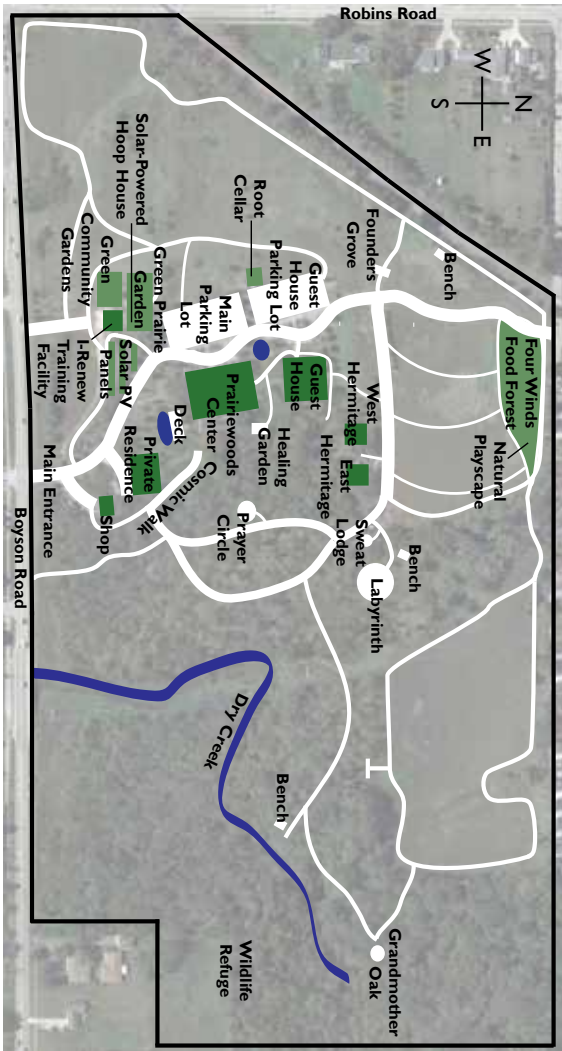 Robins Road
N
W
S
E
Solar-Powered
Hoop House
Root
Cellar
Guest
House
Parking Lot
Founder's
Grove
Bench
Four Winds
Food Forest
Natural
Playscape
Community
Gardens
Green
Green Prairie
Garden
Main
Parking
Lot
I-Renew
Training
Facility
Solar PV
Panels
Prairiewoods
Center
Guest
House
West
Hermitage
East
Hermitage
Healing
Garden
Deck
Private
Residence
Cosmic Walk
Main Entrance
Shop
Prayer
Circle
Sweat
Lodge
Bench
Labyrinth
Boyson Road
Dry Creek
Bench
Grandmother
Oak
Wildlife
Refuge